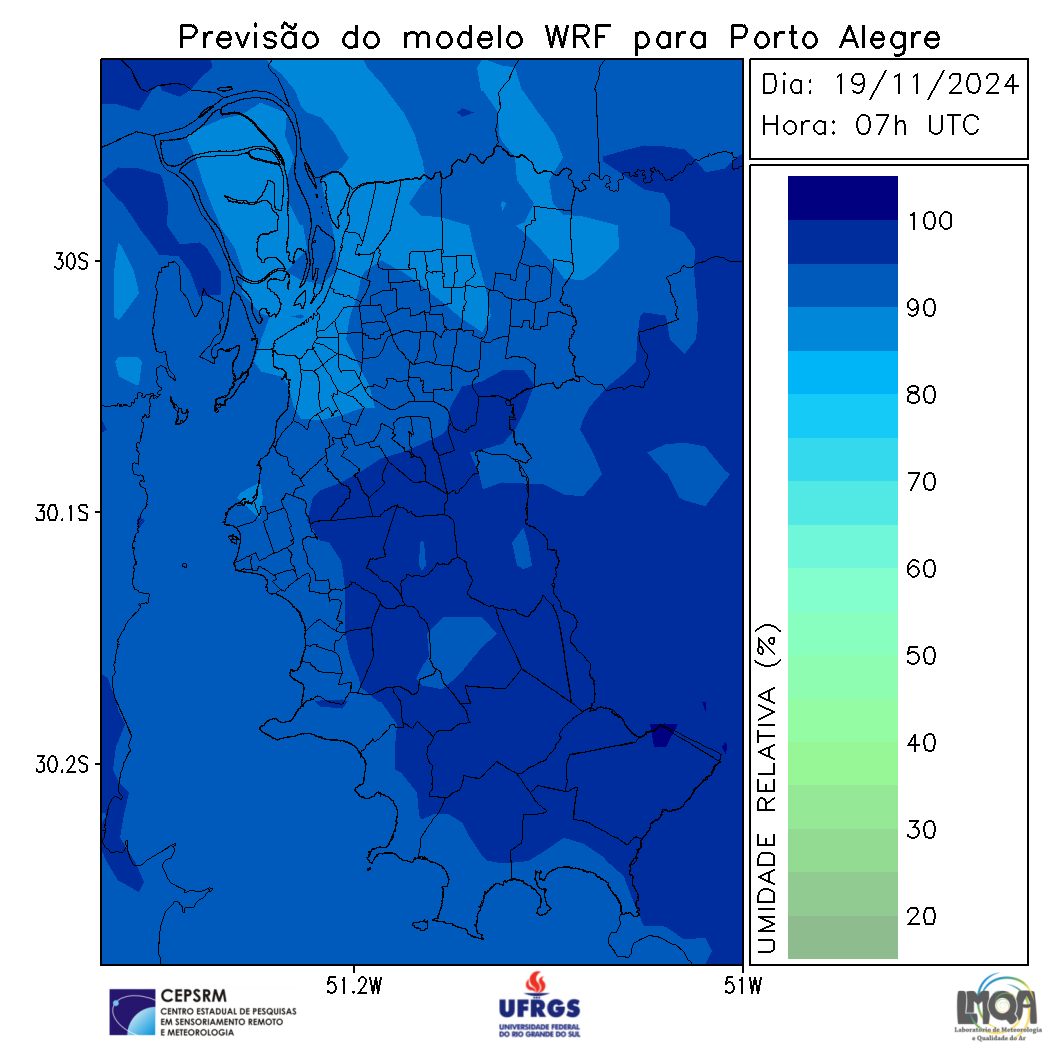 Previsão do modelo WRF para Porto Alegre
Dia: 19/11/2024
Hora: 07h UTC
100
90
80
70
60
50
40
30
20
UMIDADE RELATIVA (%)
30S
30.1S
30.2S
51.2W
51W
CEPSRM
CENTRO ESTADUAL DE PESQUISAS
EM SENSORIAMENTO REMOTO
E METEOROLOGIA
UFRGS
UNIVERSIDADE FEDERAL
DO RIO GRANDE DO SUL
LMQA
Laboratório de Meteorologia
e Qualidade do Ar